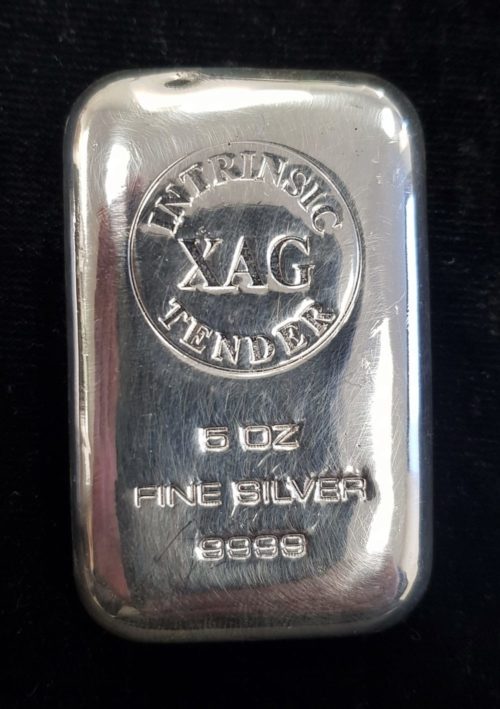 INTRINSIC
XAG
TENDER
5 OZ
FINE SILVER
9999